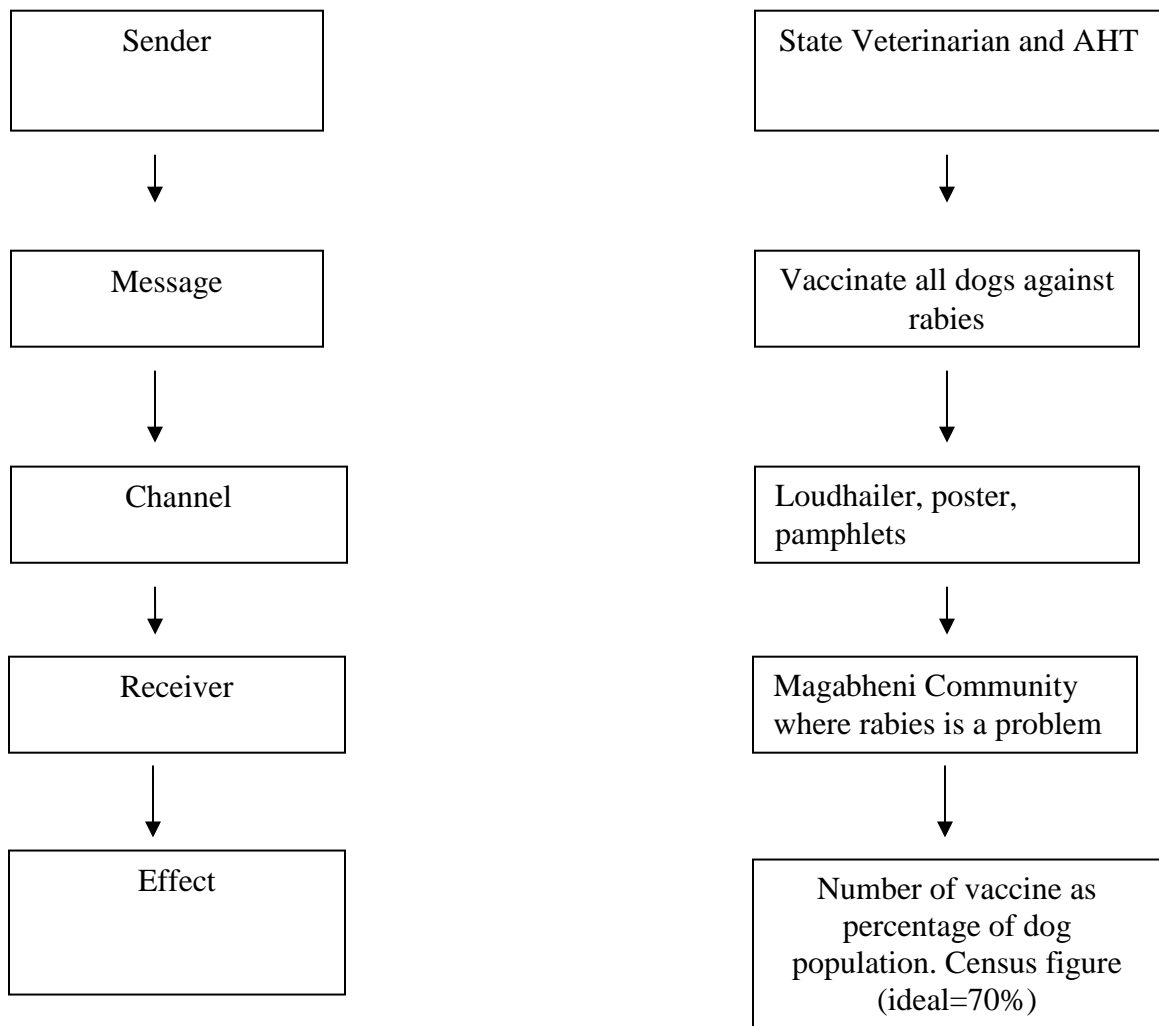 Sender
State Veterinarian and AHT
Message
Vaccinate all dogs against
rabies
Channel
Loudhailer, poster,
pamphlets
Receiver
Magabheni Community
where rabies is a problem
Effect
Number of vaccine as
percentage of dog
population. Census figure
(ideal=70%)